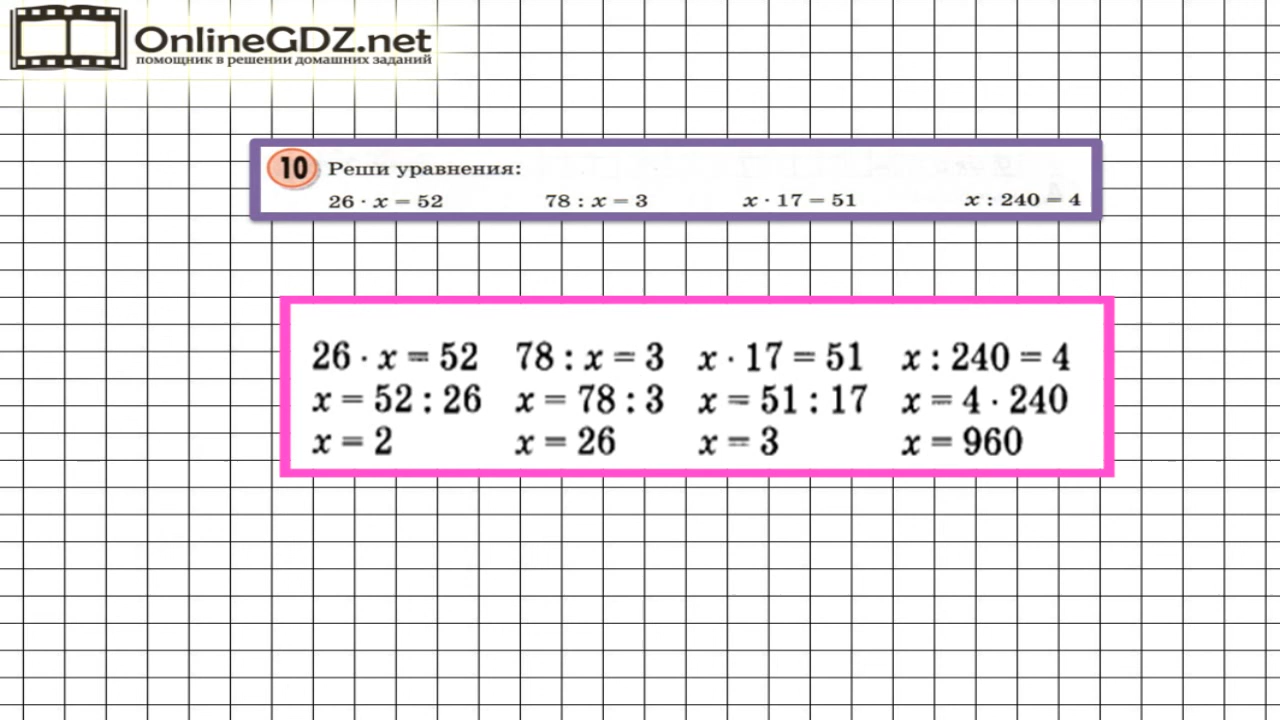 OnlineGDZ.net
помощник в решении домашних заданий
10 Реши уравнения:
26 · x = 52 78 : x = 3 x · 17 = 51 x : 240 = 4
26 · x = 52 78 : x = 3 x · 17 = 51 x : 240 = 4
x = 52 : 26 x = 78 : 3 x = 51 : 17 x = 4 · 240
x = 2 x = 26 x = 3 x = 960